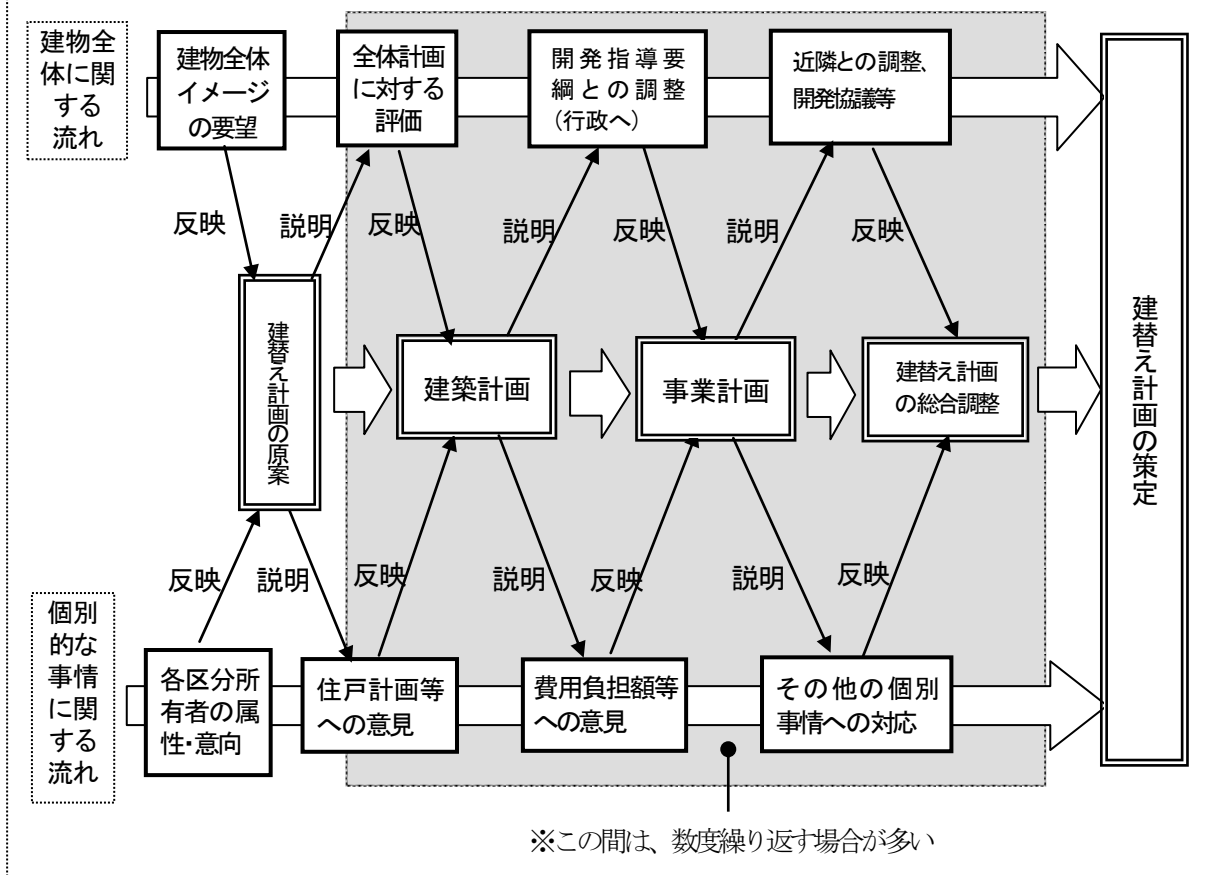 建物全
体に関
する
流れ
建物全体
イメージ
の要望
全体計画
に対する
評価
開発指導要
綱との調整
(行政へ)
近隣との調整、
開発協議等
反映
説明
反映
説明
反映
説明
反映
建替え計画の原案
建築計画
事業計画
建替え計画
の総合調整
建替え計画の策定
反映
説明
反映
説明
反映
説明
反映
個別
的な
事情
に関
する
流れ
各区分所
有者の属
性・意向
住戸計画等
への意見
費用負担額等
への意見
その他の個別
事情への対応
※この間は、数度繰り返す場合が多い